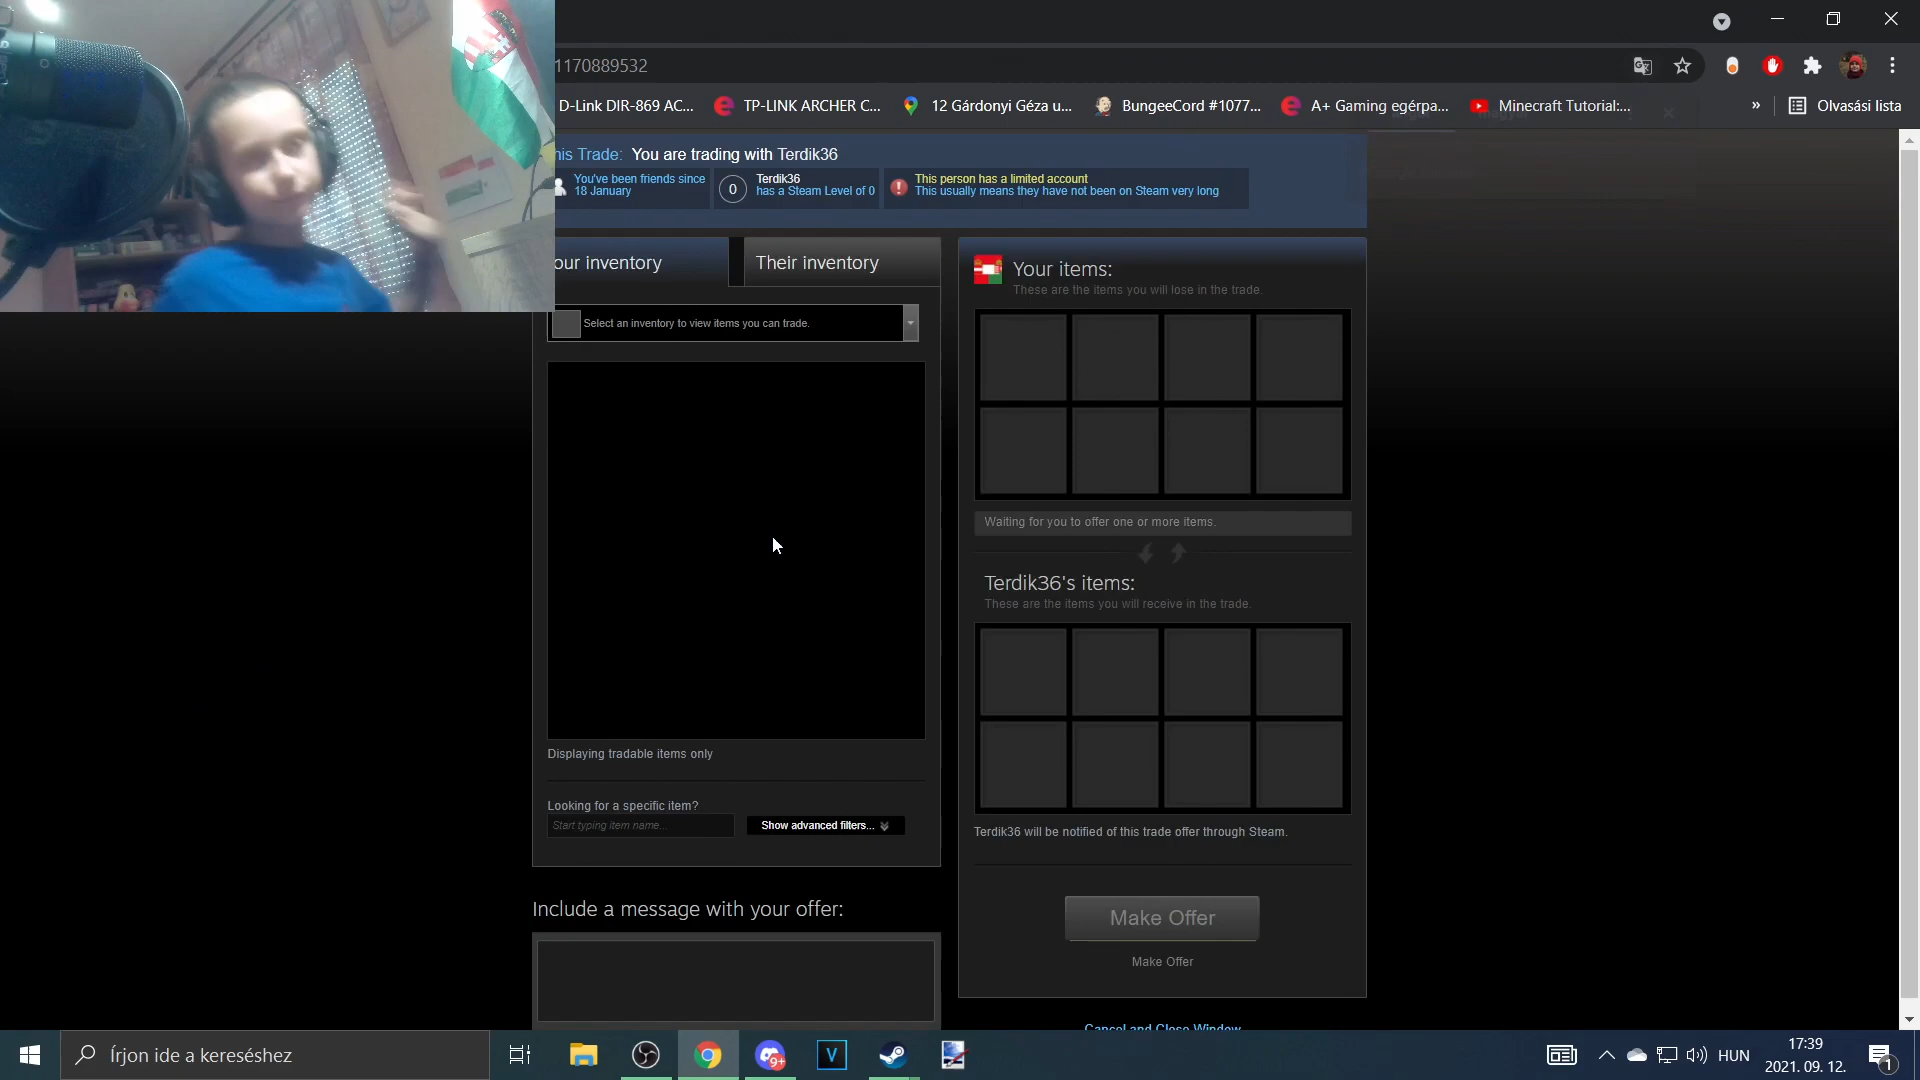 1170889532
D-Link DIR-869 AC...
TP-LINK ARCHER C...
12 Gárdonyi Géza u...
BungeeCord #1077...
A+ Gaming egérpa...
Minecraft Tutorial:...
»
Olvasási lista
his Trade: You are trading with Terdik36
You've been friends since
18 January
0
Terdik36
has a Steam Level of 0
This person has a limited account
This usually means they have not been on Steam very long
our inventory
Their inventory
Select an inventory to view items you can trade.
Displaying tradable items only
Looking for a specific item?
Start typing item name...
Show advanced filters...
Include a message with your offer:
Your items:
These are the items you will lose in the trade.
Waiting for you to offer one or more items.
Terdik36's items:
These are the items you will receive in the trade.
Terdik36 will be notified of this trade offer through Steam.
Make Offer
Make Offer
Cancel and Close Window
Írjon ide a kereséshez
9+
V
HUN
17:39
2021. 09. 12.
1